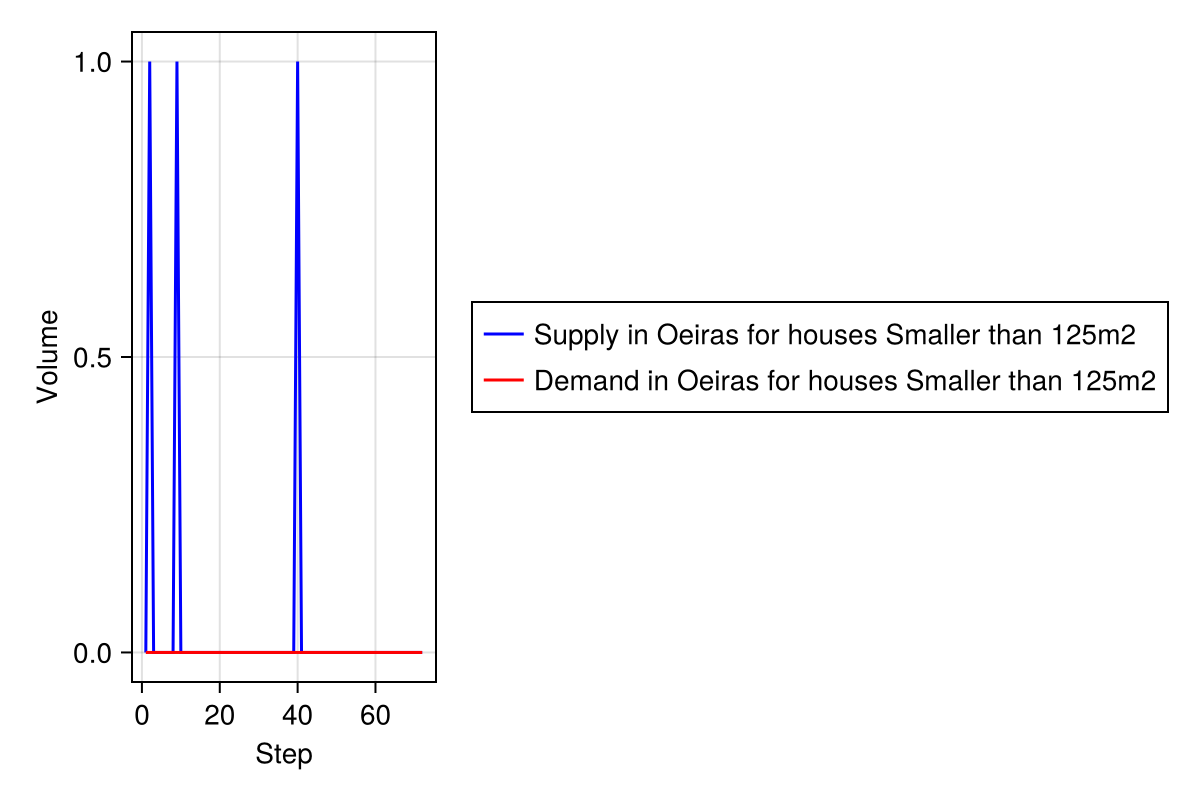 1.0
0.5
0.0
Volume
0 20 40 60
Step
Supply in Oeiras for houses Smaller than 125m2
Demand in Oeiras for houses Smaller than 125m2